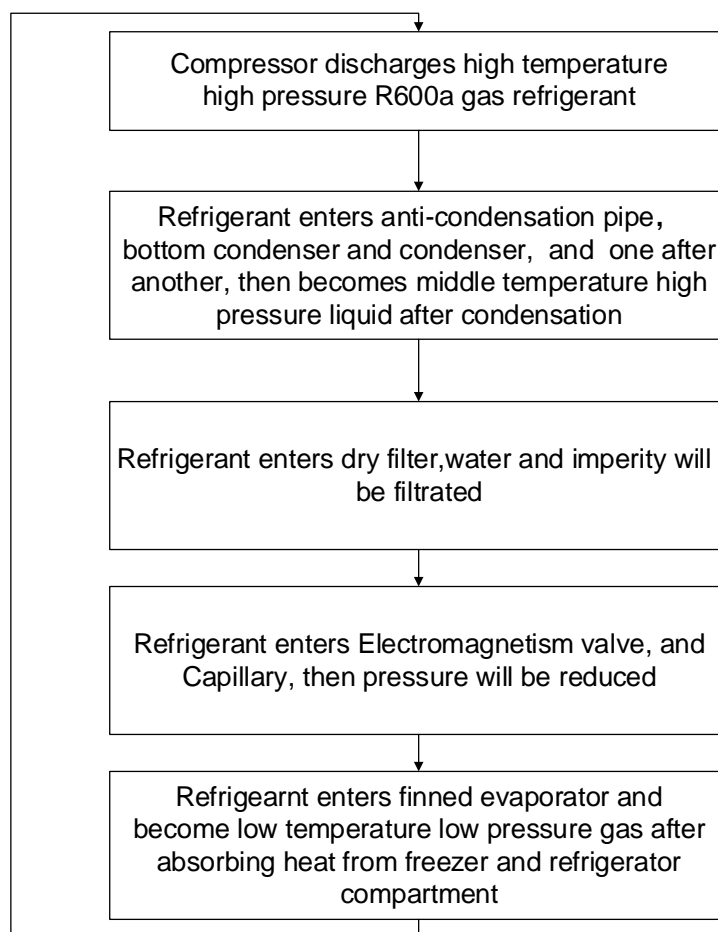 Compressor discharges high temperature
high pressure R600a gas refrigerant
Refrigerant enters anti-condensation pipe,
bottom condenser and condenser, and one after
another, then becomes middle temperature high
pressure liquid after condensation
Refrigerant enters dry filter,water and imperity will
be filtrated
Refrigerant enters Electromagnetism valve, and
Capillary, then pressure will be reduced
Refrigearnt enters finned evaporator and
become low temperature low pressure gas after
absorbing heat from freezer and refrigerator
compartment